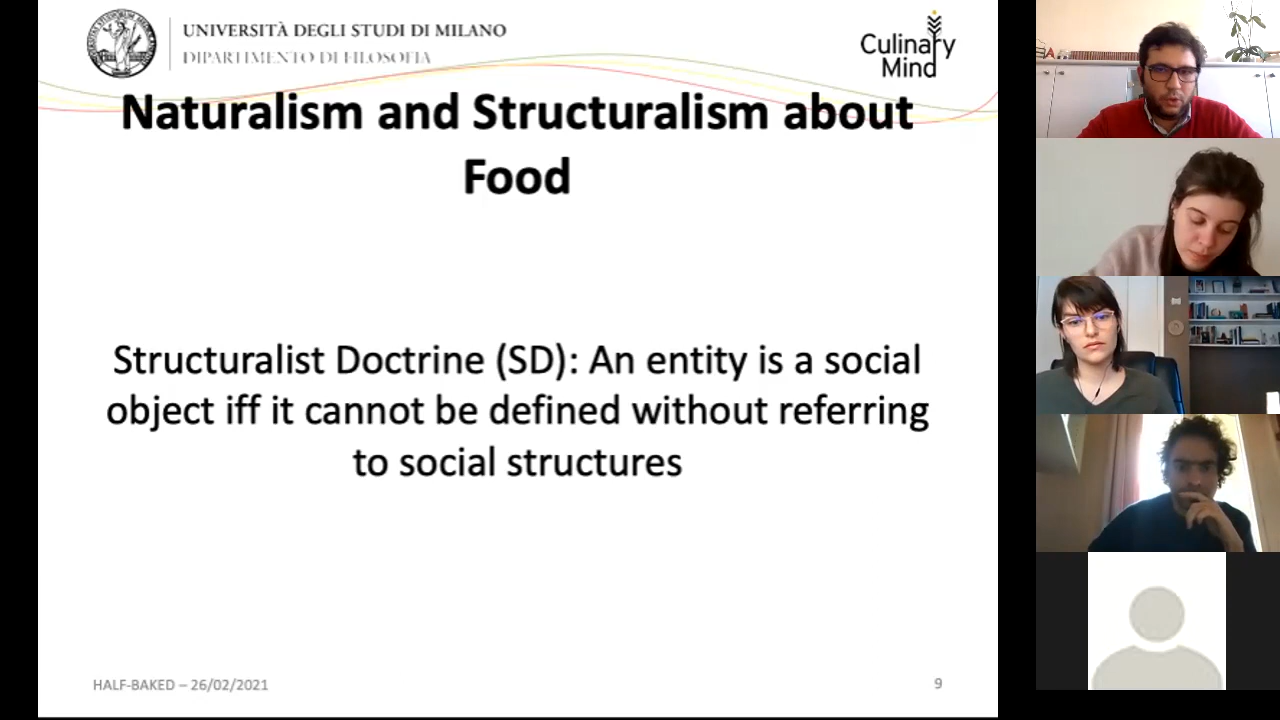 UNIVERSITÀ DEGLI STUDI DI MILANO
DIPARTIMENTO DI FILOSOFIA
Culinary
Mind
Naturalism and Structuralism about
Food
Structuralist Doctrine (SD): An entity is a social
object iff it cannot be defined without referring
to social structures
HALF-BAKED – 26/02/2021
9